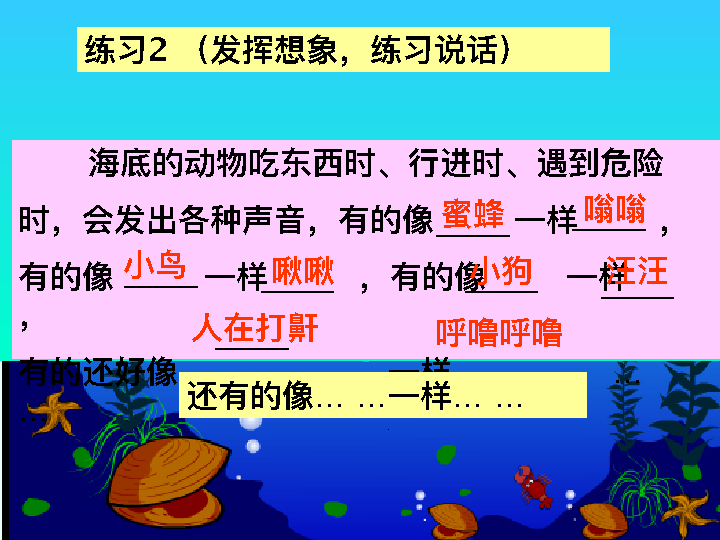 练习2 （发挥想象，练习说话）
海底的动物吃东西时、行进时、遇到危险
时，会发出各种声音，有的像蜜蜂一样嗡嗡，
有的像小鸟一样啾啾，有的像小狗一样汪汪
，人在打鼾 呼噜呼噜
有的还好像 一样 …
…
还有的像… …一样… …